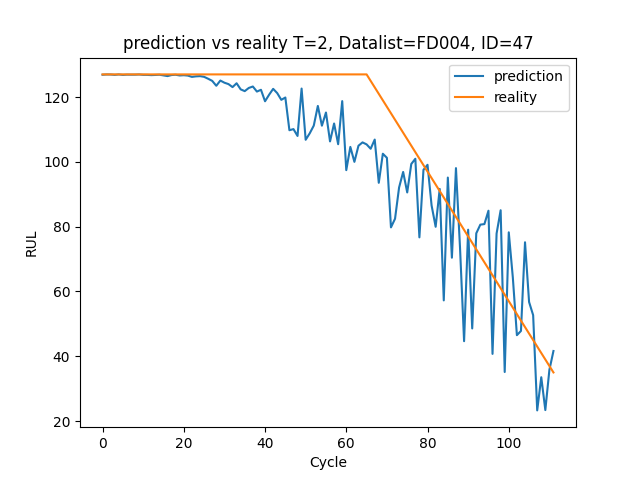 prediction vs reality T=2, Datalist=FD004, ID=47
prediction
reality
120
100
80
60
40
20
RUL
0 20 40 60 80 100
Cycle